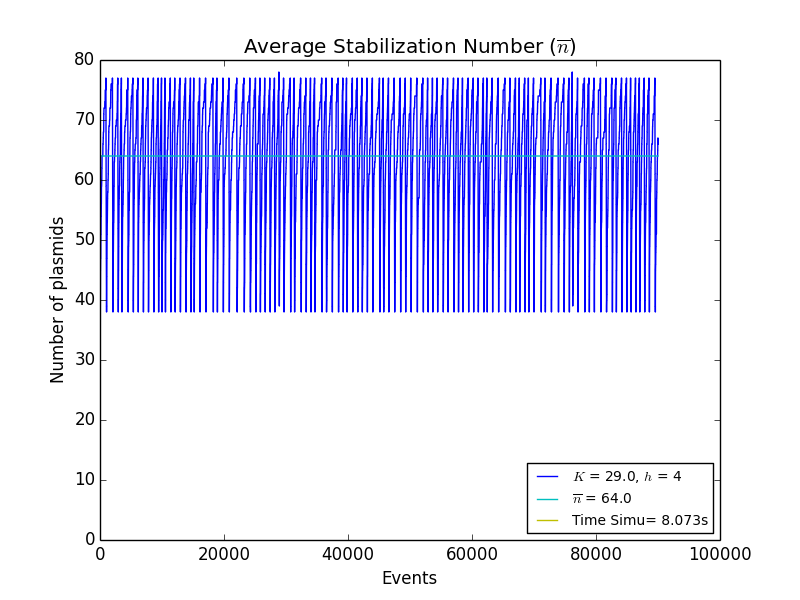 Average Stabilization Number (n̅)
80
70
60
50
40
30
20
10
0
Number of plasmids
K = 29.0, h = 4
n̅ = 64.0
Time Simu= 8.073s
0 20000 40000 60000 80000 100000
Events